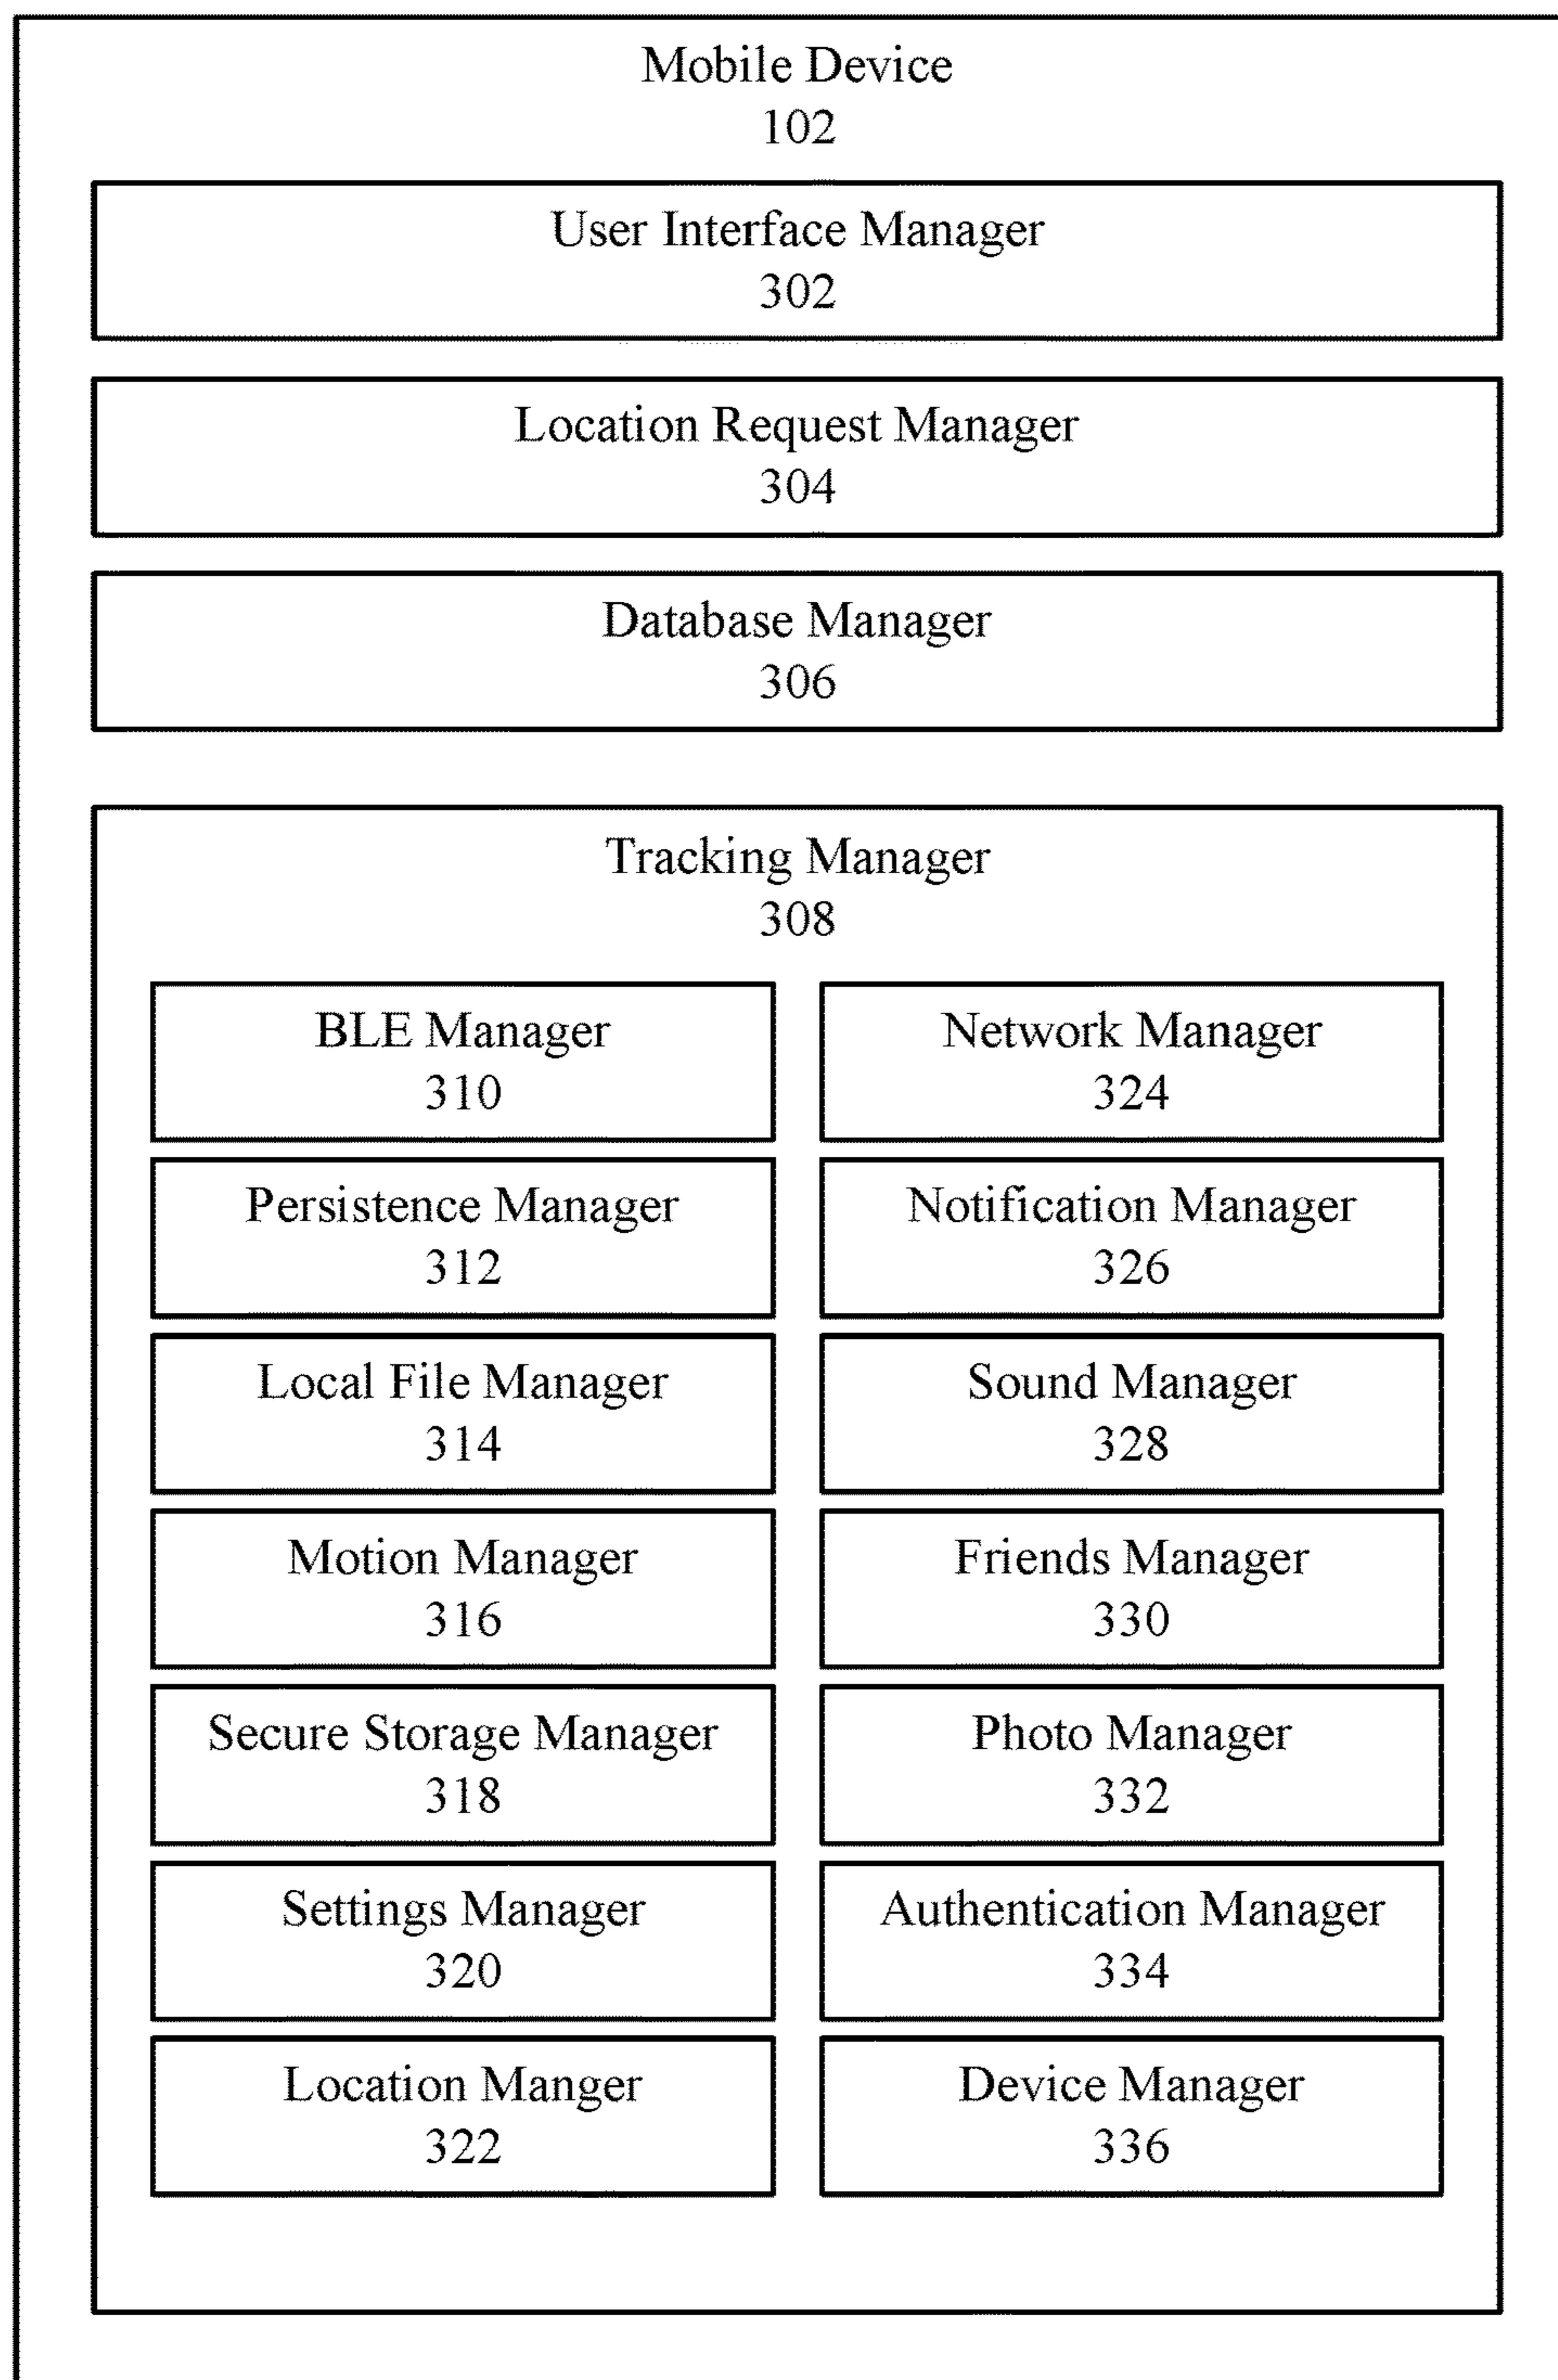 Mobile Device
102
User Interface Manager
302
Location Request Manager
304
Database Manager
306
Tracking Manager
308
BLE Manager
310
Network Manager
324
Persistence Manager
312
Notification Manager
326
Local File Manager
314
Sound Manager
328
Motion Manager
316
Friends Manager
330
Secure Storage Manager
318
Photo Manager
332
Settings Manager
320
Authentication Manager
334
Location Manger
322
Device Manager
336